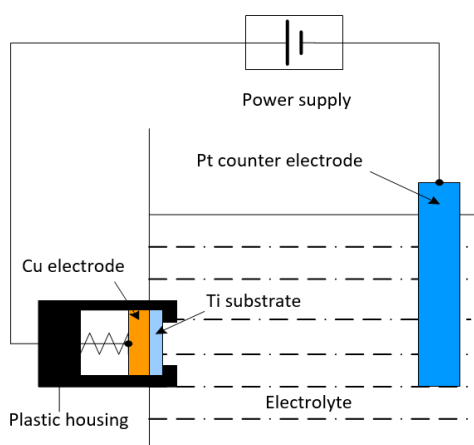 Power supply
Pt counter electrode
Cu electrode
Ti substrate
Electrolyte
Plastic housing